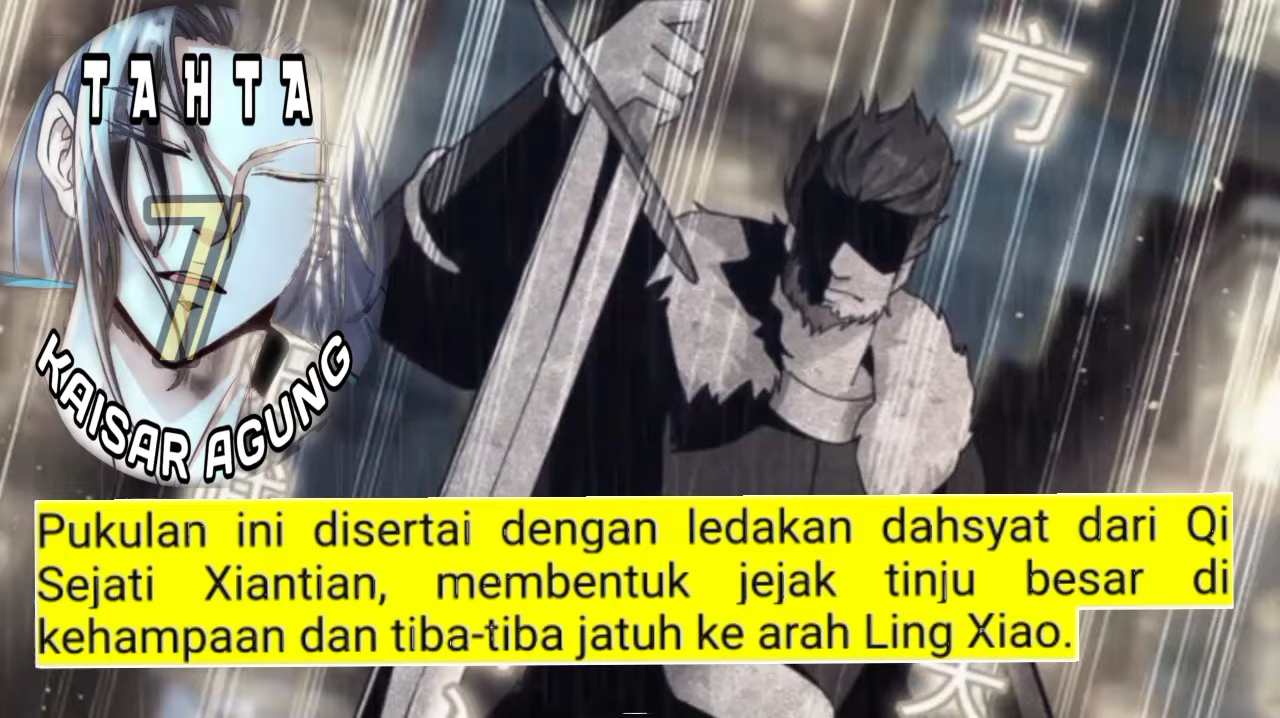 TAHTA
7
KAISAR AGUNG
方
Pukulan ini disertai dengan ledakan dahsyat dari Qi
Sejati Xiantian, membentuk jejak tinju besar di
kehampaan dan tiba-tiba jatuh ke arah Ling Xiao.